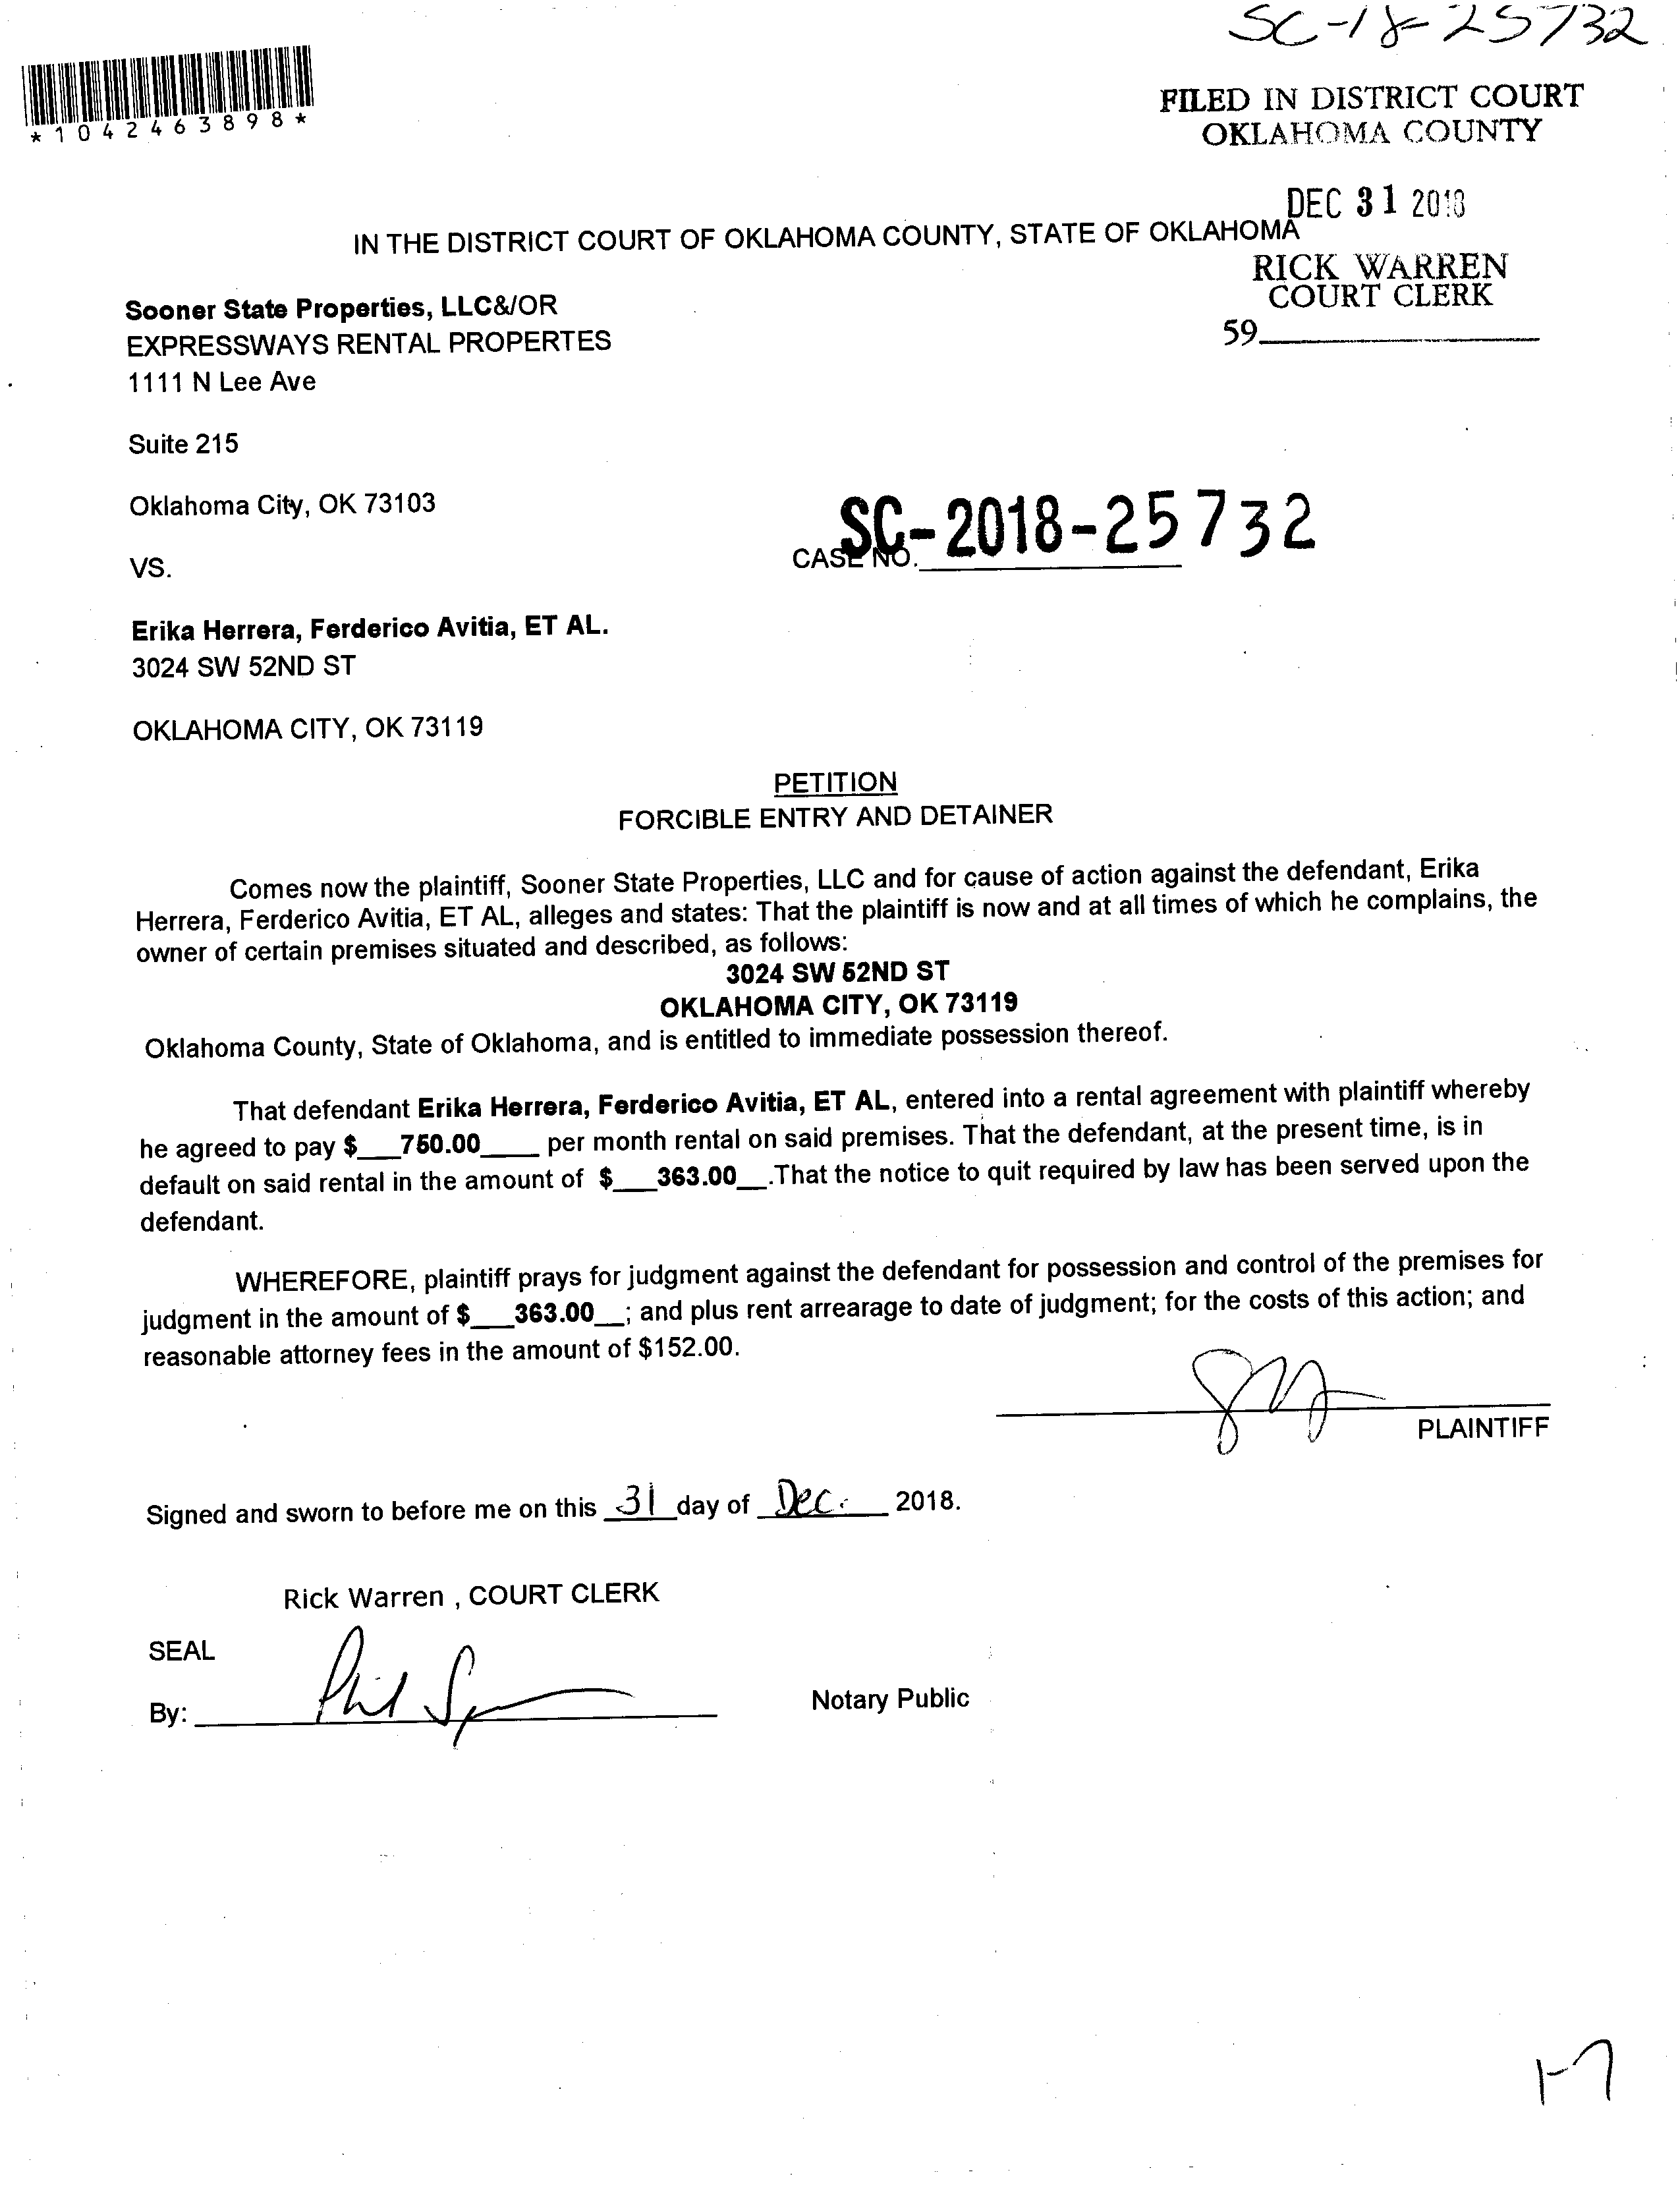 SC-18-25732
*1042463898*
FILED IN DISTRICT COURT
OKLAHOMA COUNTY
DEC 31 2018
IN THE DISTRICT COURT OF OKLAHOMA COUNTY, STATE OF OKLAHOMA
RICK WARREN
COURT CLERK
59
Sooner State Properties, LLC&/OR
EXPRESSWAYS RENTAL PROPERTES
1111 N Lee Ave
Suite 215
Oklahoma City, OK 73103
CASE NO. SC-2018-25732
VS.
Erika Herrera, Ferderico Avitia, ET AL.
3024 SW 52ND ST
OKLAHOMA CITY, OK 73119
PETITION
FORCIBLE ENTRY AND DETAINER
Comes now the plaintiff, Sooner State Properties, LLC and for cause of action against the defendant, Erika
Herrera, Ferderico Avitia, ET AL, alleges and states: That the plaintiff is now and at all times of which he complains, the
owner of certain premises situated and described, as follows:
3024 SW 52ND ST
OKLAHOMA CITY, OK 73119
Oklahoma County, State of Oklahoma, and is entitled to immediate possession thereof.
That defendant Erika Herrera, Ferderico Avitia, ET AL, entered into a rental agreement with plaintiff whereby
he agreed to pay $___750.00____ per month rental on said premises. That the defendant, at the present time, is in
default on said rental in the amount of $___363.00__.That the notice to quit required by law has been served upon the
defendant.
WHEREFORE, plaintiff prays for judgment against the defendant for possession and control of the premises for
judgment in the amount of $___363.00__; and plus rent arrearage to date of judgment; for the costs of this action; and
reasonable attorney fees in the amount of $152.00.
PLAINTIFF
Signed and sworn to before me on this 31 day of Dec. 2018.
Rick Warren , COURT CLERK
SEAL
By: Phil
Notary Public
1-7